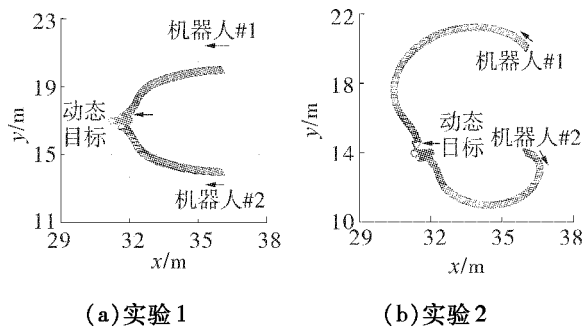 23
19
15
11
y/m
机器人#1
动态
目标
机器人#2
29
32
35
38
x/m
(a)实验1
22
18
14
10
y/m
机器人#1
动态
目标
机器人#2
29
32
35
38
x/m
(b)实验2